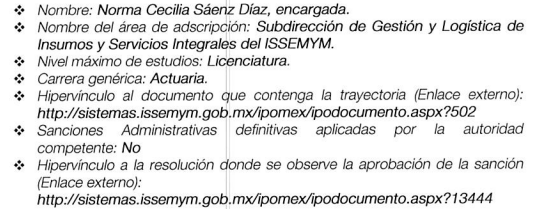 ❖ Nombre: Norma Cecilia Sáenz Díaz, encargada.
❖ Nombre del área de adscripción: Subdirección de Gestión y Logística de
Insumos y Servicios Integrales del ISSEMYM.
❖ Nivel máximo de estudios: Licenciatura.
❖ Carrera genérica: Actuaria.
❖ Hipervínculo al documento que contenga la trayectoria (Enlace externo):
http://sistemas.issemym.gob.mx/ipomex/ipodocumento.aspx?502
❖ Sanciones Administrativas definitivas aplicadas por la autoridad
competente: No
❖ Hipervínculo a la resolución donde se observe la aprobación de la sanción
(Enlace externo):
http://sistemas.issemym.gob.mx/ipomex/ipodocumento.aspx?13444